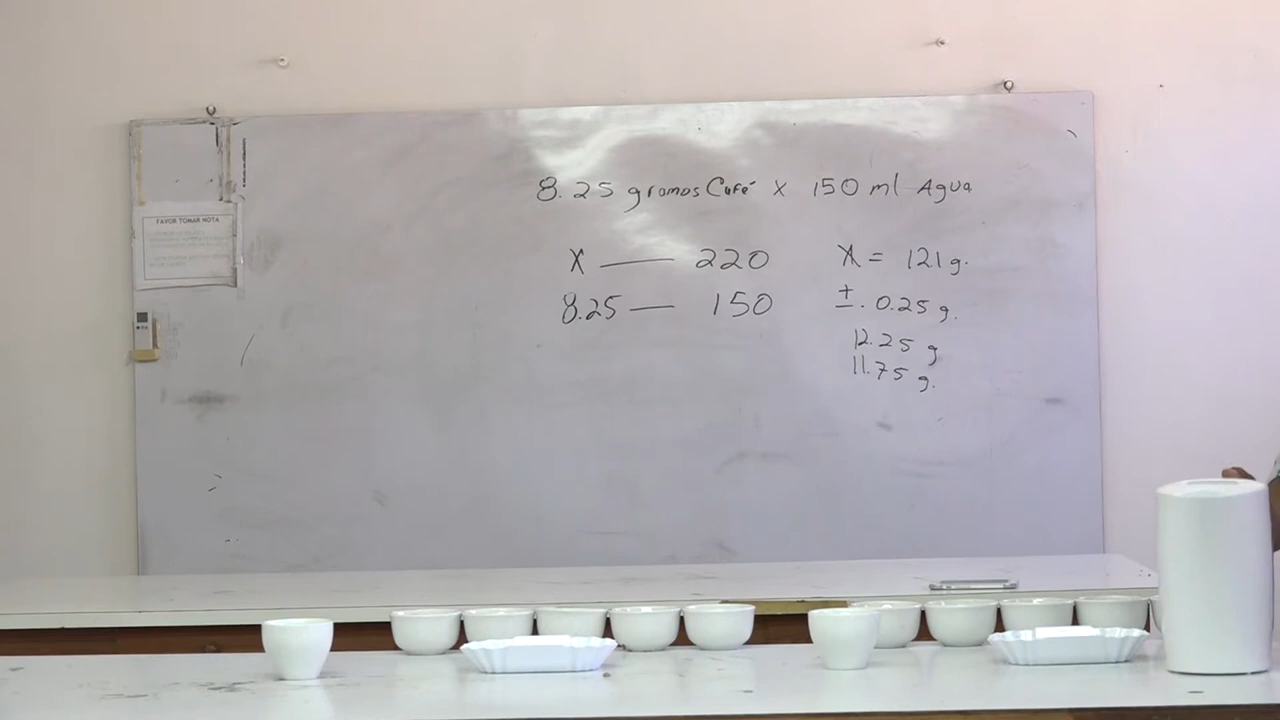 8.25 gramos Café x 150 ml Agua
X — 220
8.25 — 150
X = 121 g.
± . 0.25 g.
12.25 g
11.75 g.
FAVOR TOMAR NOTA